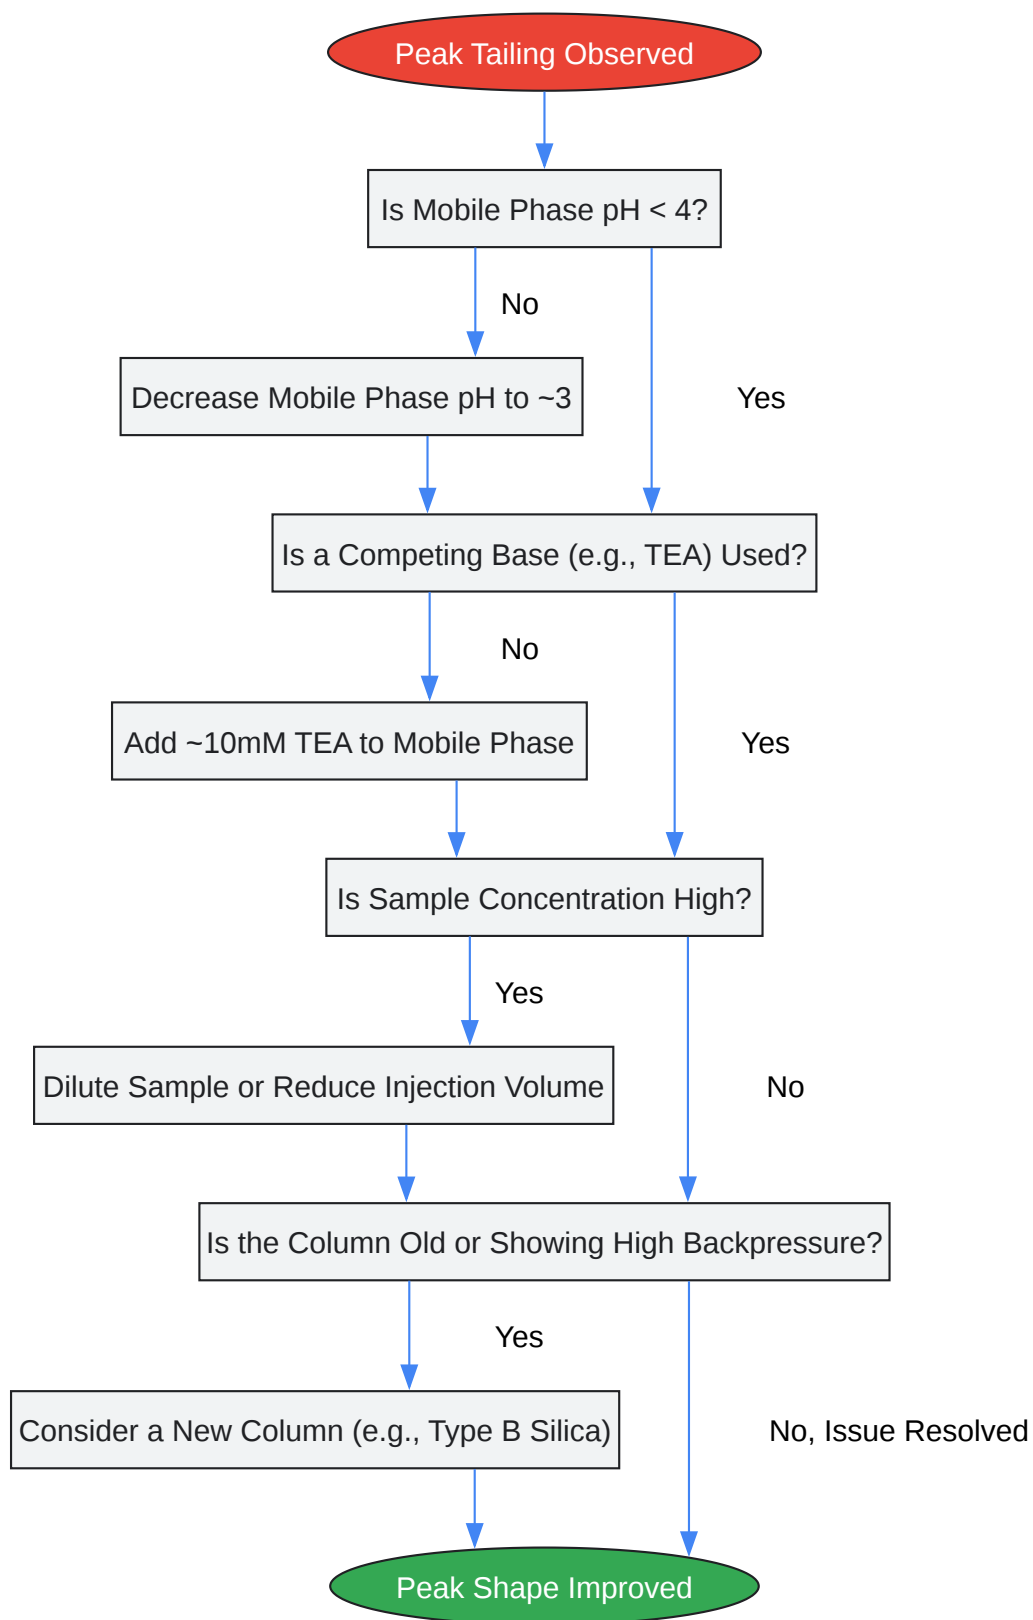 Peak Tailing Observed
Is Mobile Phase pH < 4?
No
Decrease Mobile Phase pH to ~3
Yes
Is a Competing Base (e.g., TEA) Used?
No
Add ~10mM TEA to Mobile Phase
Yes
Is Sample Concentration High?
Yes
Dilute Sample or Reduce Injection Volume
No
Is the Column Old or Showing High Backpressure?
Yes
Consider a New Column (e.g., Type B Silica)
No, Issue Resolved
Peak Shape Improved